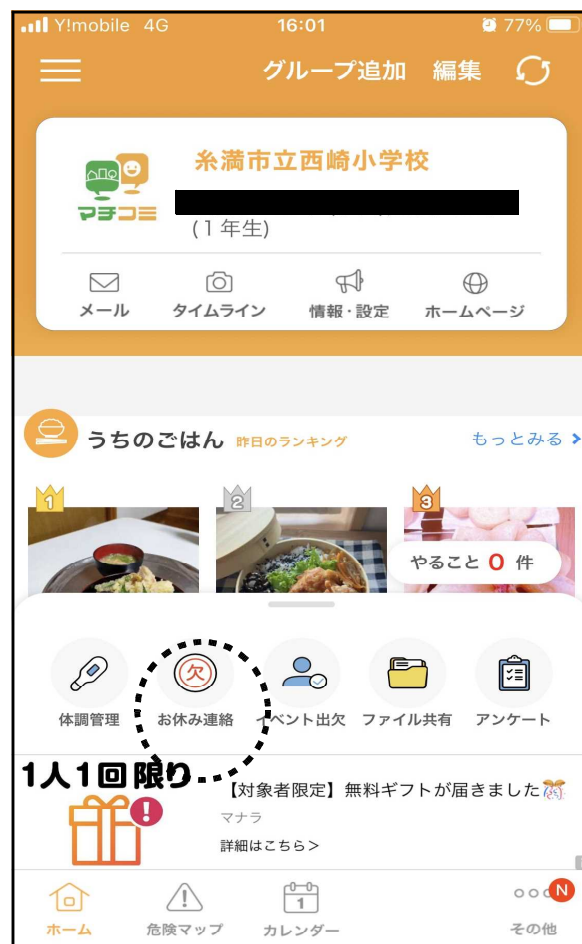 Y!mobile 4G 16:01 77%
グループ追加 編集
マチコミ
糸満市立西崎小学校
(1年生)
メール タイムライン 情報・設定 ホームページ
うちのごはん 昨日のランキング もっとみる >
1 2 3
やること 0 件
欠
体調管理 お休み連絡 イベント出欠 ファイル共有 アンケート
1人1回限り
【対象者限定】無料ギフトが届きました
マナラ
詳細はこちら>
1
N
ホーム 危険マップ カレンダー その他